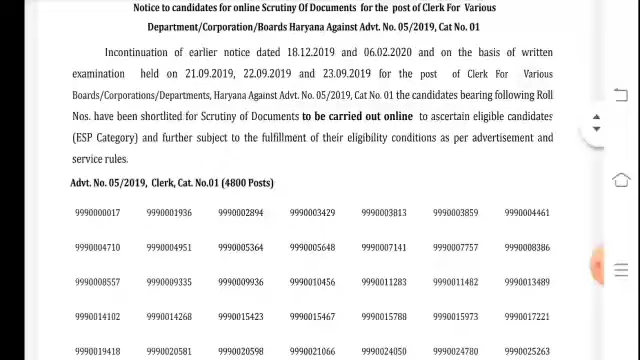 Notice to candidates for online Scrutiny Of Documents for the post of Clerk For Various
Department/Corporation/Boards Haryana Against Advt. No. 05/2019, Cat No. 01
Incontinuation of earlier notice dated 18.12.2019 and 06.02.2020 and on the basis of written
examination held on 21.09.2019, 22.09.2019 and 23.09.2019 for the post of Clerk For Various
Boards/Corporations/Departments, Haryana Against Advt. No. 05/2019, Cat No. 01 the candidates bearing following Roll
Nos. have been shortlited for Scrutiny of Documents to be carried out online to ascertain eligible candidates
(ESP Category) and further subject to the fulfillment of their eligibility conditions as per advertisement and
service rules.
Advt. No. 05/2019, Clerk, Cat. No.01 (4800 Posts)
9990000017 9990001936 9990002894 9990003429 9990003813 9990003859 9990004461
9990004710 9990004951 9990005364 9990005648 9990007141 9990007757 9990008386
9990008557 9990009335 9990009936 9990010456 9990011283 9990011482 9990013489
9990014102 9990014268 9990015423 9990015467 9990015788 9990015973 9990017221
9990019418 9990020581 9990020598 9990021066 9990024050 9990024780 9990025263